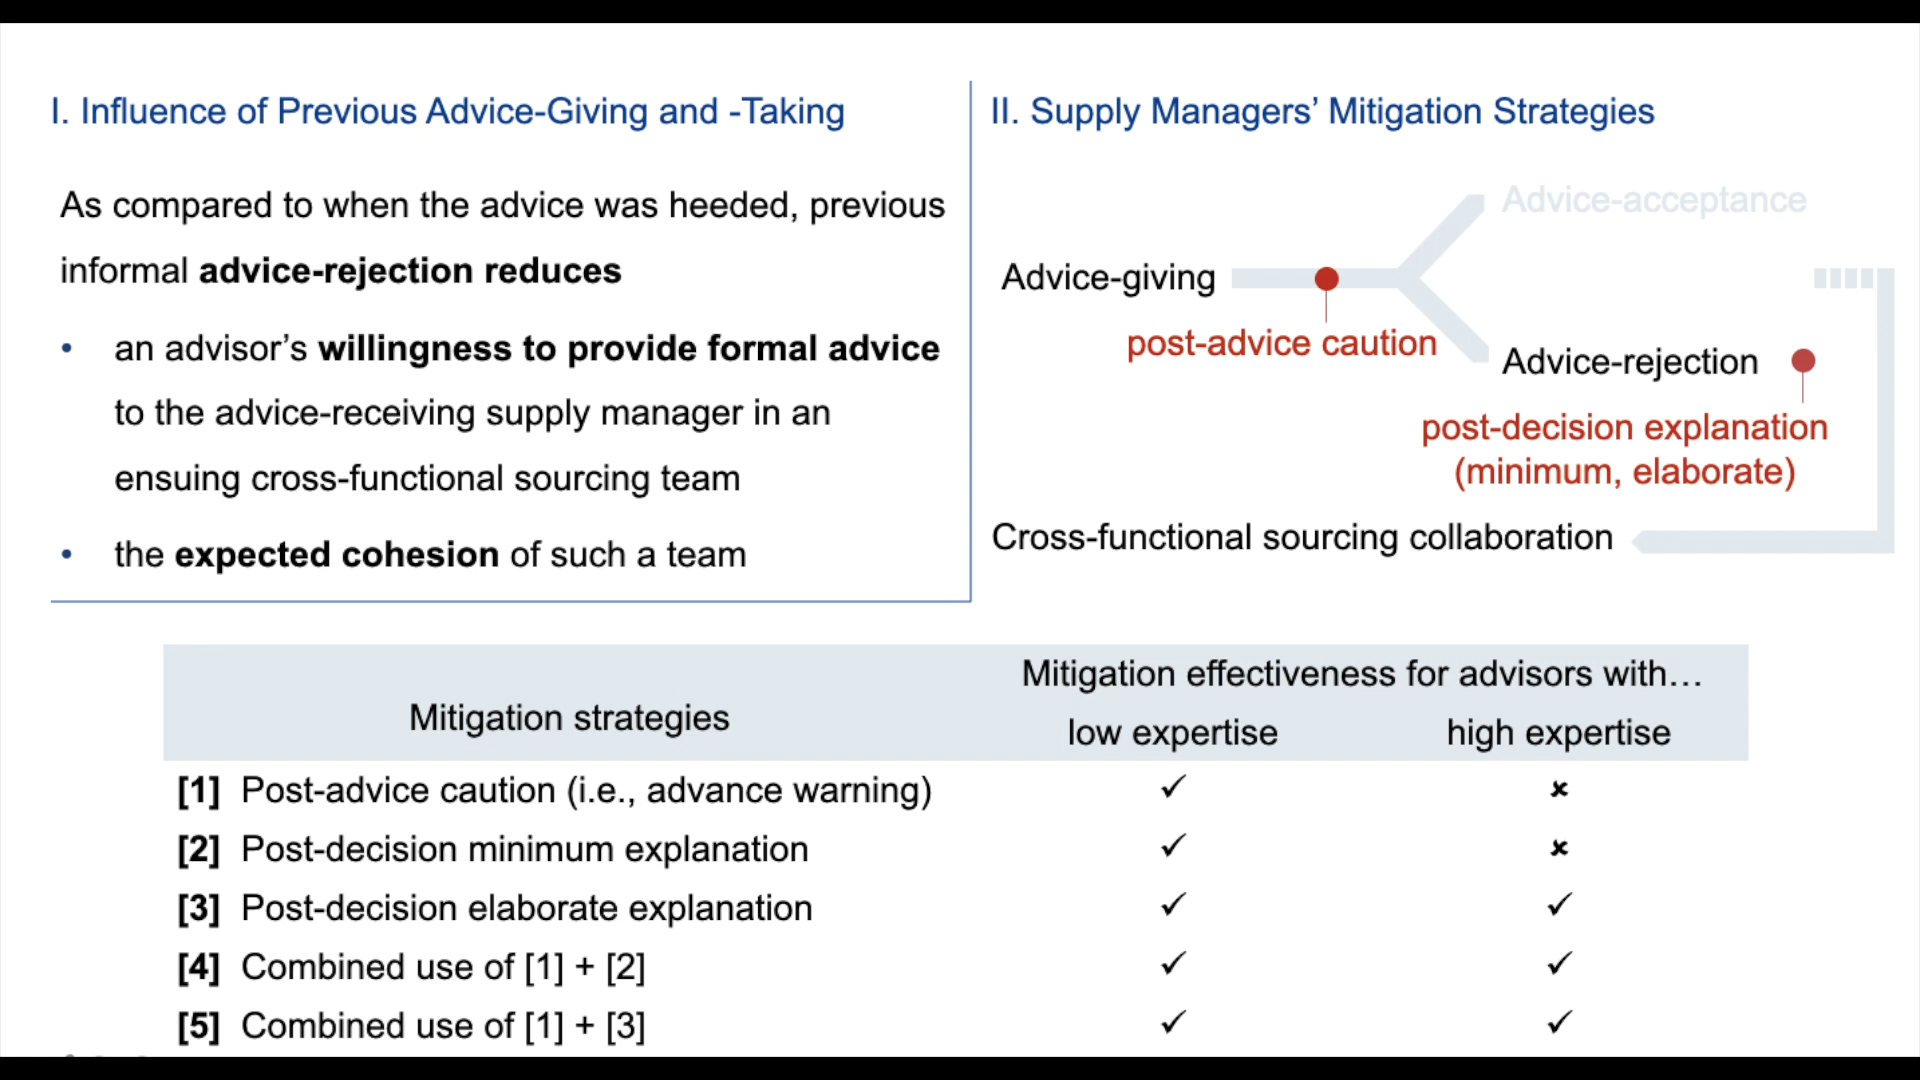 I. Influence of Previous Advice-Giving and -Taking
As compared to when the advice was heeded, previous
informal advice-rejection reduces
• an advisor’s willingness to provide formal advice
to the advice-receiving supply manager in an
ensuing cross-functional sourcing team
• the expected cohesion of such a team
II. Supply Managers’ Mitigation Strategies
Advice-acceptance
Advice-giving
post-advice caution
Advice-rejection
post-decision explanation
(minimum, elaborate)
Cross-functional sourcing collaboration
Mitigation effectiveness for advisors with…
Mitigation strategies
low expertise high expertise
[1] Post-advice caution (i.e., advance warning) ✓ ✗
[2] Post-decision minimum explanation ✓ ✗
[3] Post-decision elaborate explanation ✓ ✓
[4] Combined use of [1] + [2] ✓ ✓
[5] Combined use of [1] + [3] ✓ ✓